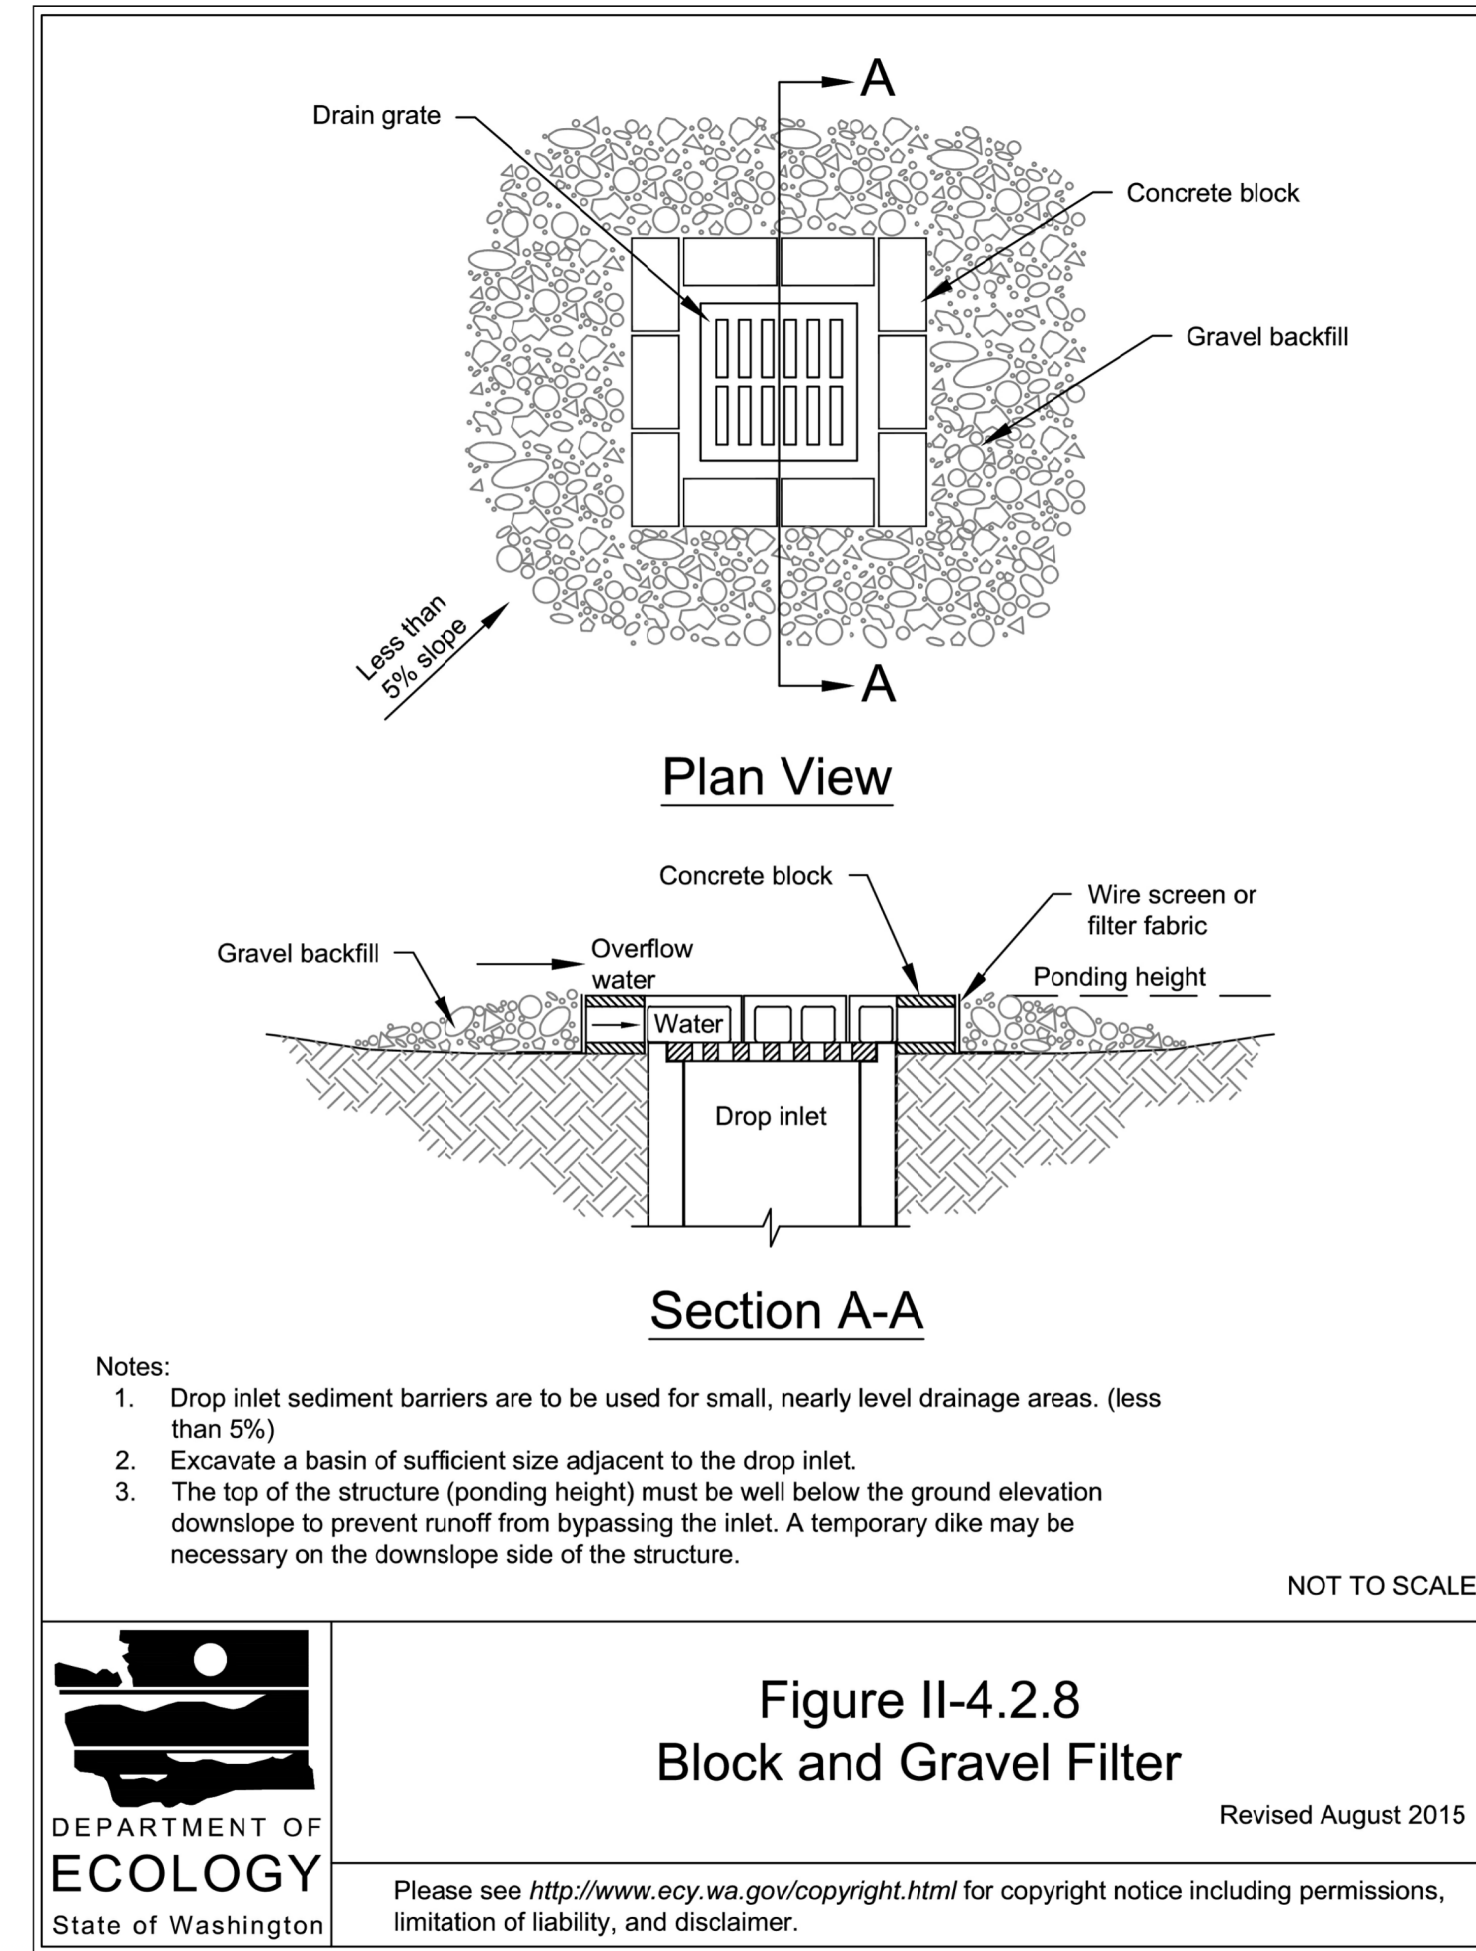 A
Drain grate
Concrete block
Gravel backfill
Less than
5% slope
A
Plan View
Concrete block
Wire screen or
filter fabric
Gravel backfill
Overflow
water
Ponding height
Water
Drop inlet
Section A-A
Notes:
1. Drop inlet sediment barriers are to be used for small, nearly level drainage areas. (less
than 5%)
2. Excavate a basin of sufficient size adjacent to the drop inlet.
3. The top of the structure (ponding height) must be well below the ground elevation
downslope to prevent runoff from bypassing the inlet. A temporary dike may be
necessary on the downslope side of the structure.
NOT TO SCALE
DEPARTMENT OF
ECOLOGY
State of Washington
Figure II-4.2.8
Block and Gravel Filter
Revised August 2015
Please see http://www.ecy.wa.gov/copyright.html for copyright notice including permissions,
limitation of liability, and disclaimer.